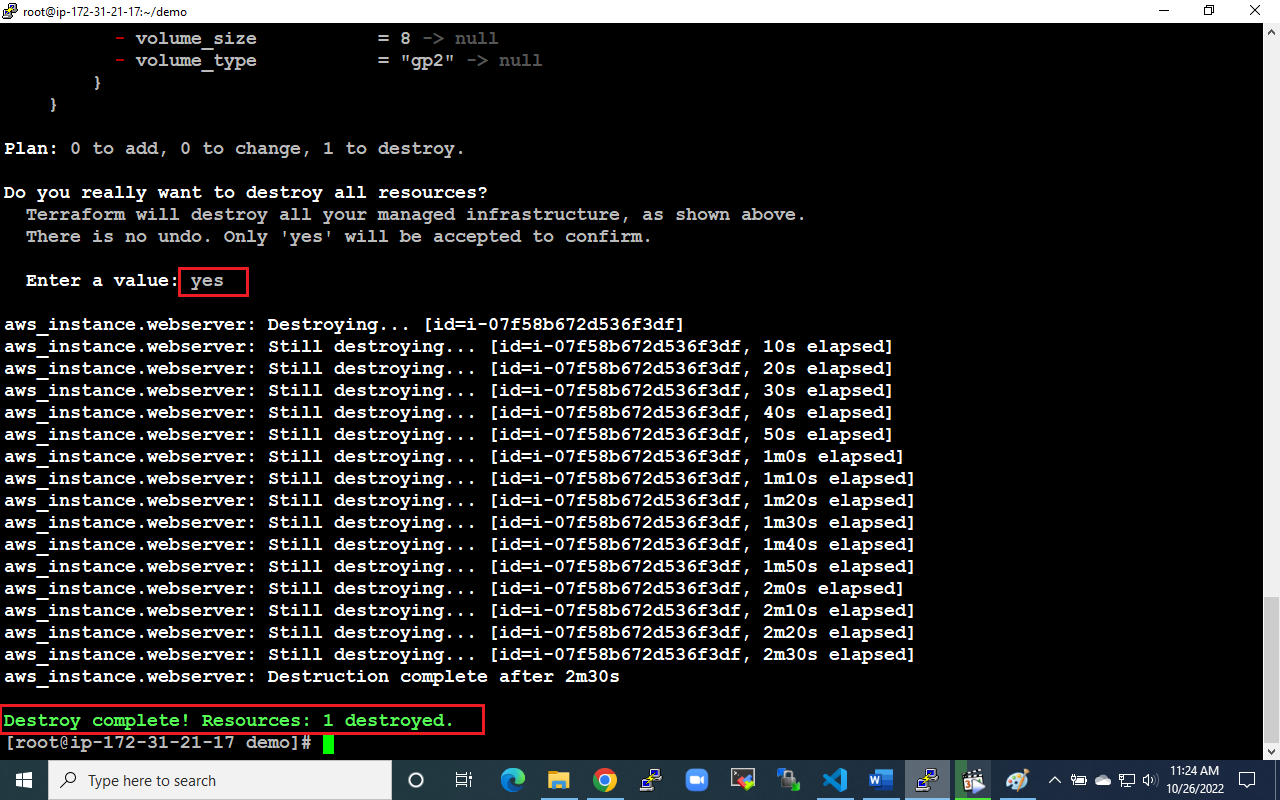 root@ip-172-31-21-17:~/demo
- volume_size = 8 -> null
- volume_type = "gp2" -> null
}
}
Plan: 0 to add, 0 to change, 1 to destroy.
Do you really want to destroy all resources?
Terraform will destroy all your managed infrastructure, as shown above.
There is no undo. Only 'yes' will be accepted to confirm.
Enter a value: yes
aws_instance.webserver: Destroying... [id=i-07f58b672d536f3df]
aws_instance.webserver: Still destroying... [id=i-07f58b672d536f3df, 10s elapsed]
aws_instance.webserver: Still destroying... [id=i-07f58b672d536f3df, 20s elapsed]
aws_instance.webserver: Still destroying... [id=i-07f58b672d536f3df, 30s elapsed]
aws_instance.webserver: Still destroying... [id=i-07f58b672d536f3df, 40s elapsed]
aws_instance.webserver: Still destroying... [id=i-07f58b672d536f3df, 50s elapsed]
aws_instance.webserver: Still destroying... [id=i-07f58b672d536f3df, 1m0s elapsed]
aws_instance.webserver: Still destroying... [id=i-07f58b672d536f3df, 1m10s elapsed]
aws_instance.webserver: Still destroying... [id=i-07f58b672d536f3df, 1m20s elapsed]
aws_instance.webserver: Still destroying... [id=i-07f58b672d536f3df, 1m30s elapsed]
aws_instance.webserver: Still destroying... [id=i-07f58b672d536f3df, 1m40s elapsed]
aws_instance.webserver: Still destroying... [id=i-07f58b672d536f3df, 1m50s elapsed]
aws_instance.webserver: Still destroying... [id=i-07f58b672d536f3df, 2m0s elapsed]
aws_instance.webserver: Still destroying... [id=i-07f58b672d536f3df, 2m10s elapsed]
aws_instance.webserver: Still destroying... [id=i-07f58b672d536f3df, 2m20s elapsed]
aws_instance.webserver: Still destroying... [id=i-07f58b672d536f3df, 2m30s elapsed]
aws_instance.webserver: Destruction complete after 2m30s
Destroy complete! Resources: 1 destroyed.
[root@ip-172-31-21-17 demo]#
Type here to search
11:24 AM
10/26/2022